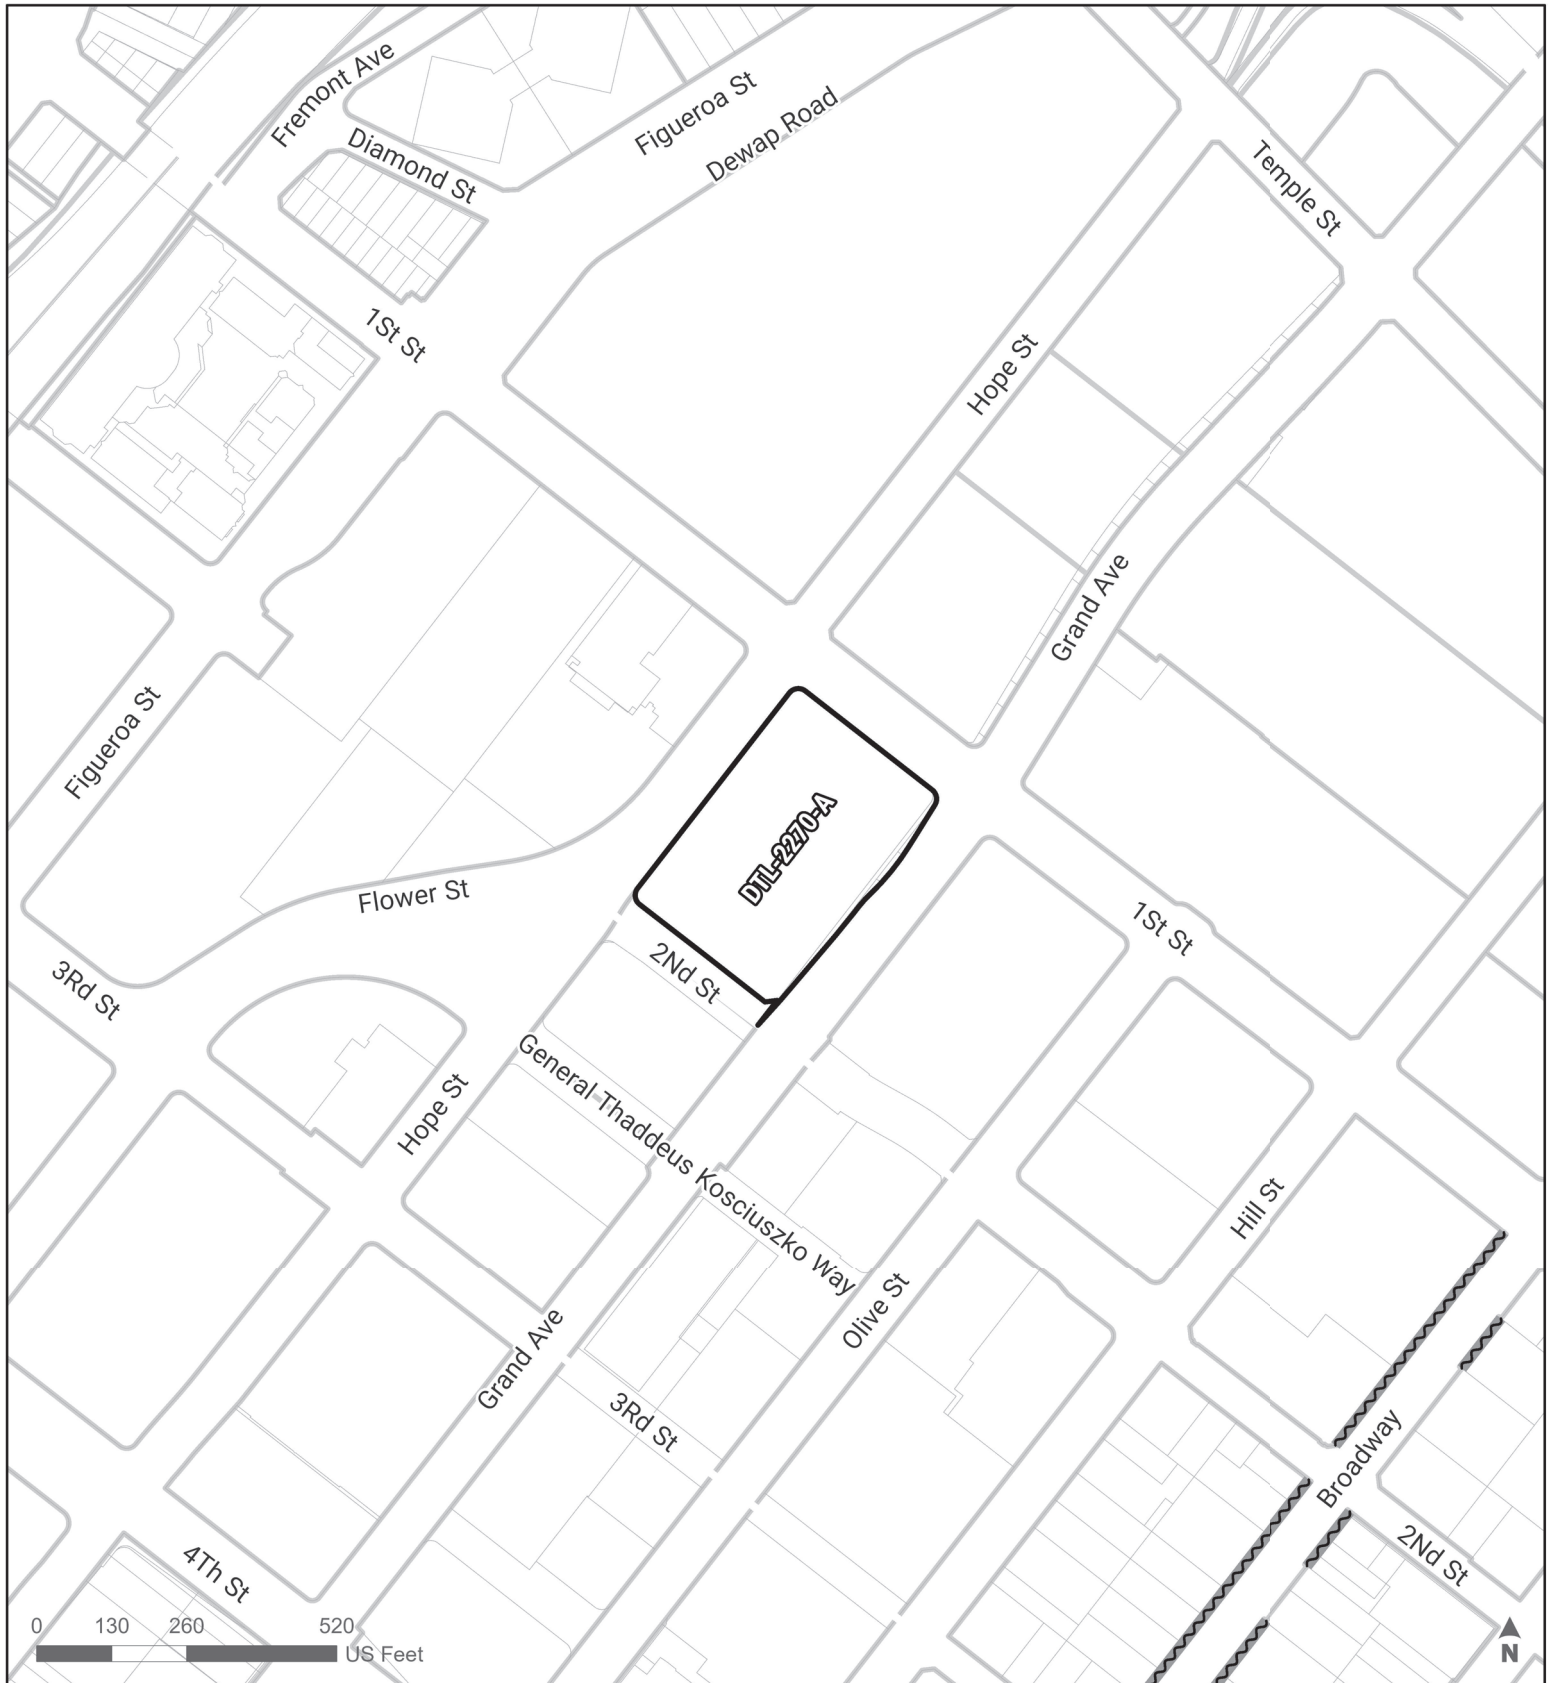 Fremont Ave
Figueroa St
Dewap Road
Diamond St
Temple St
1St St
Hope St
Grand Ave
Figueroa St
DTL-2270-A
Flower St
1St St
2Nd St
3Rd St
General Thaddeus Kosciuszko Way
Hope St
Hill St
Olive St
Grand Ave
3Rd St
Broadway
2Nd St
4Th St
0 130 260 520
US Feet
N